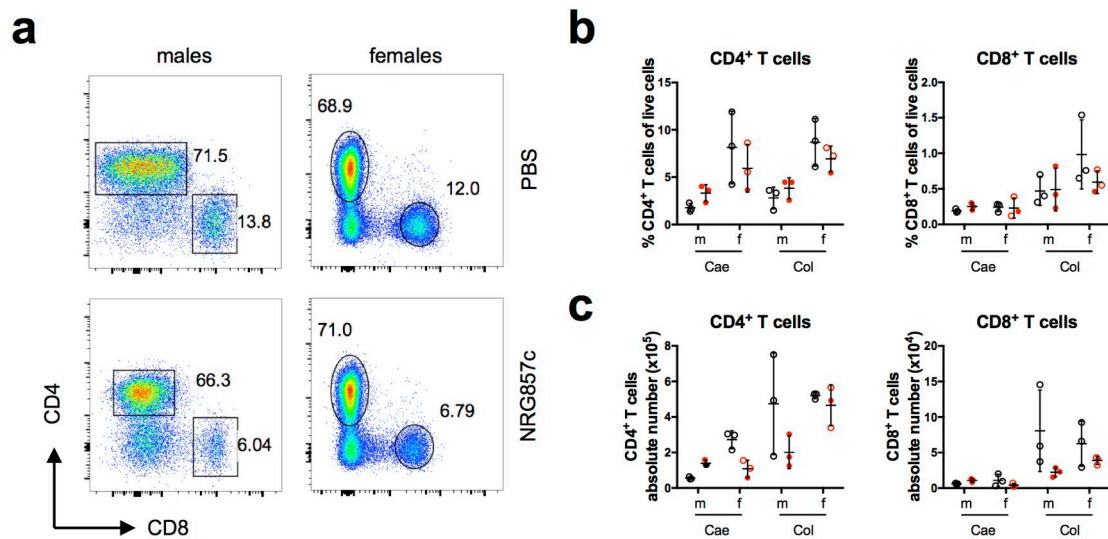 a
males
females
71.5
13.8
68.9
12.0
PBS
66.3
6.04
71.0
6.79
NRG857c
CD4
CD8
b
CD4⁺ T cells
% CD4⁺ T cells of live cells
15
10
5
0
m
f
m
f
Cae
Col
CD8⁺ T cells
% CD8⁺ T cells of live cells
2.0
1.5
1.0
0.5
0.0
m
f
m
f
Cae
Col
c
CD4⁺ T cells
CD4⁺ T cells
absolute number (x10⁵)
8
6
4
2
0
m
f
m
f
Cae
Col
CD8⁺ T cells
CD8⁺ T cells
absolute number (x10⁴)
20
15
10
5
0
m
f
m
f
Cae
Col